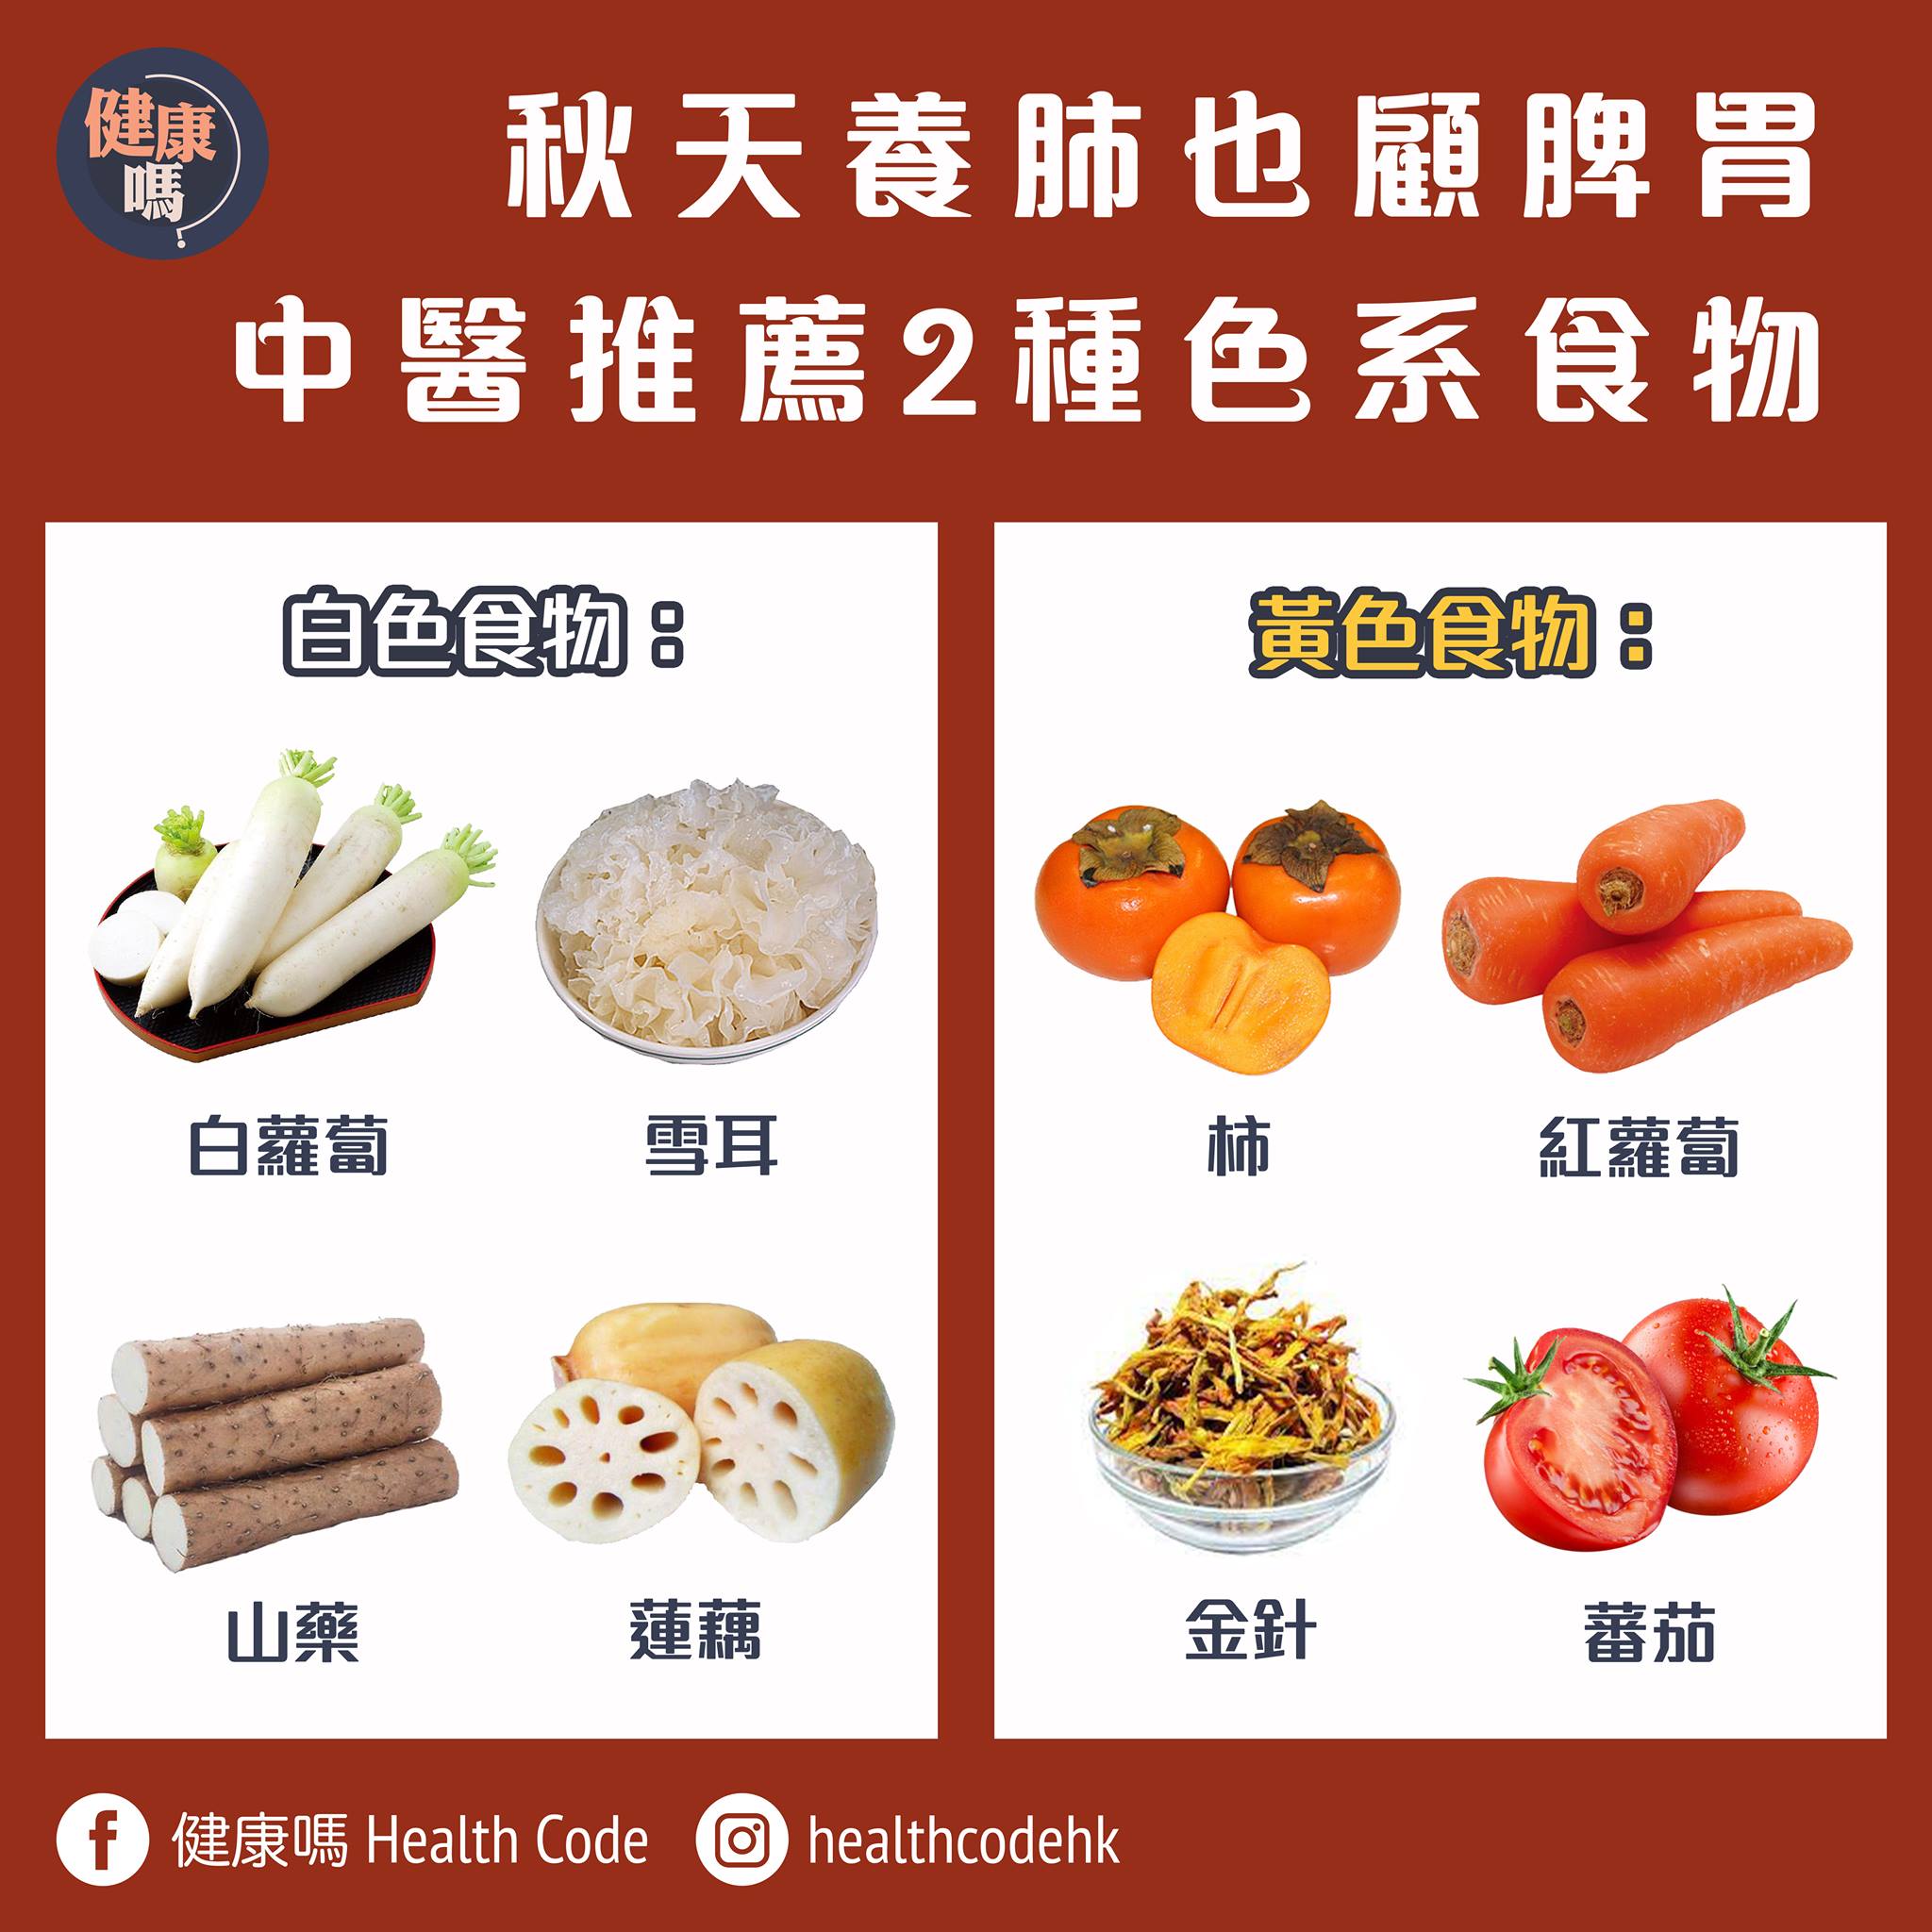 健康
嗎?
秋天養肺也顧脾胃
中醫推薦2種色系食物
白色食物：
白蘿蔔
雪耳
山藥
蓮藕
黃色食物：
柿
紅蘿蔔
金針
蕃茄
健康嗎 Health Code
healthcodehk